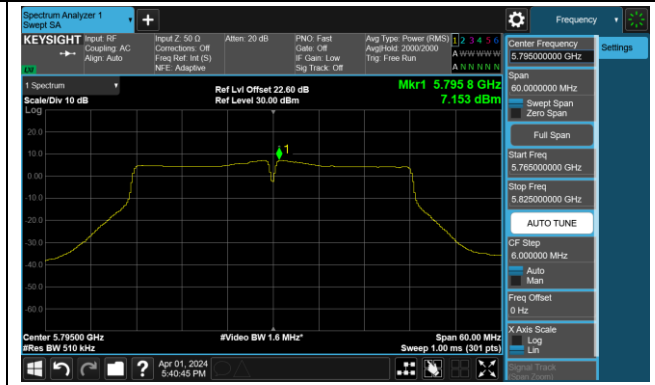 Spectrum Analyzer 1
Swept SA
Frequency
KEYSIGHT
Input: RF
Coupling: AC
Align: Auto
Input Z: 50 Ω
Corrections: Off
Freq Ref: Int (S)
NFE: Adaptive
Atten: 20 dB
PNO: Fast
Gate: Off
IF Gain: Low
Sig Track: Off
Avg Type: Power (RMS)
Avg|Hold: 2000/2000
Trig: Free Run
1 2 3 4 5 6
A W W W W W
A N N N N N
1 Spectrum
Scale/Div 10 dB
Log
Ref Lvl Offset 22.60 dB
Ref Level 30.00 dBm
Mkr1 5.795 8 GHz
7.153 dBm
1
20.0
10.0
0.00
-10.0
-20.0
-30.0
-40.0
-50.0
-60.0
Center 5.79500 GHz
#Res BW 510 kHz
#Video BW 1.6 MHz*
Span 60.00 MHz
Sweep 1.00 ms (301 pts)
Center Frequency
5.795000000 GHz
Settings
Span
60.0000000 MHz
Swept Span
Zero Span
Full Span
Start Freq
5.765000000 GHz
Stop Freq
5.825000000 GHz
AUTO TUNE
CF Step
6.000000 MHz
Auto
Man
Freq Offset
0 Hz
X Axis Scale
Log
Lin
Signal Track
(Span Zoom)
?
Apr 01, 2024
5:40:45 PM